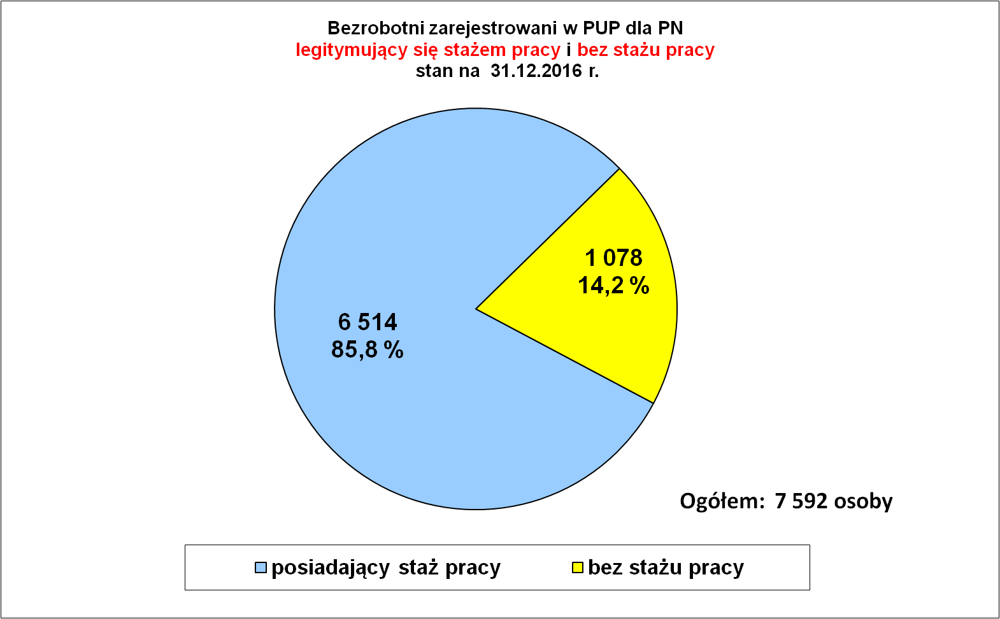 Bezrobotni zarejestrowani w PUP dla PN
legitymujący się stażem pracy i bez stażu pracy
stan na 31.12.2016 r.
1 078
14,2 %
6 514
85,8 %
Ogółem: 7 592 osoby
posiadający staż pracy
bez stażu pracy